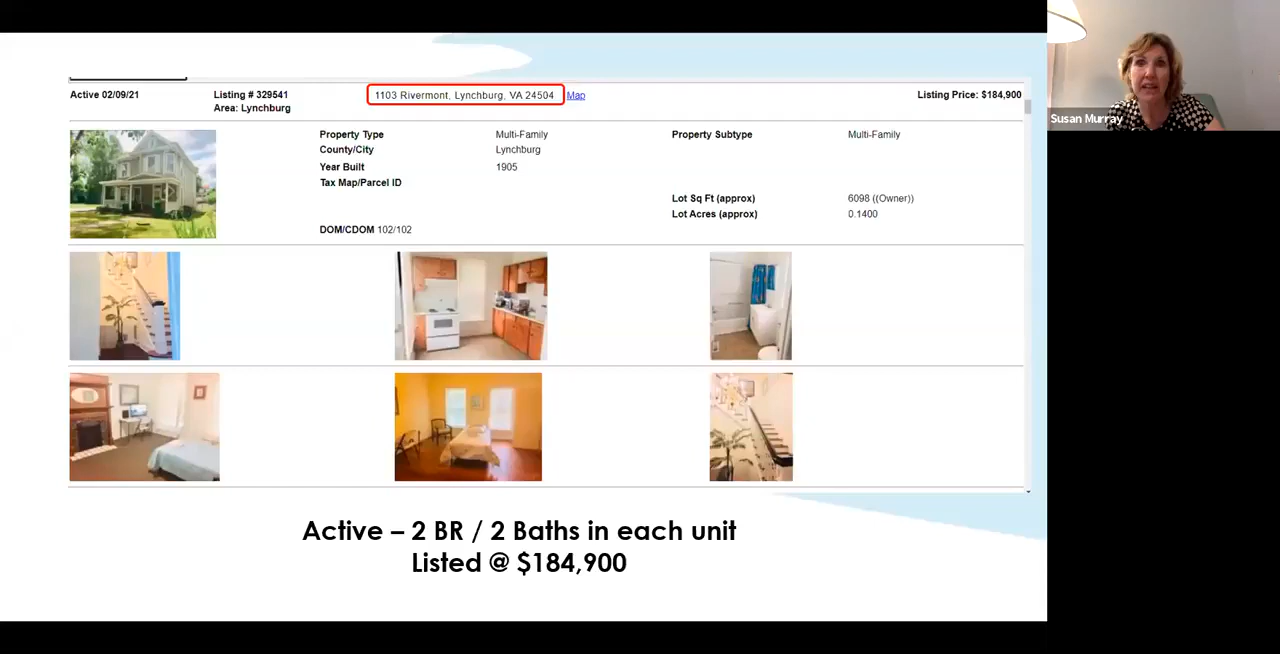 Active 02/09/21 Listing # 329541 1103 Rivermont, Lynchburg, VA 24504 Map Listing Price: $184,900
Area: Lynchburg
Property Type Multi-Family Property Subtype Multi-Family
County/City Lynchburg
Year Built 1905
Tax Map/Parcel ID
Lot Sq Ft (approx) 6098 ((Owner))
Lot Acres (approx) 0.1400
DOM/CDOM 102/102
Active – 2 BR / 2 Baths in each unit
Listed @ $184,900
Susan Murray